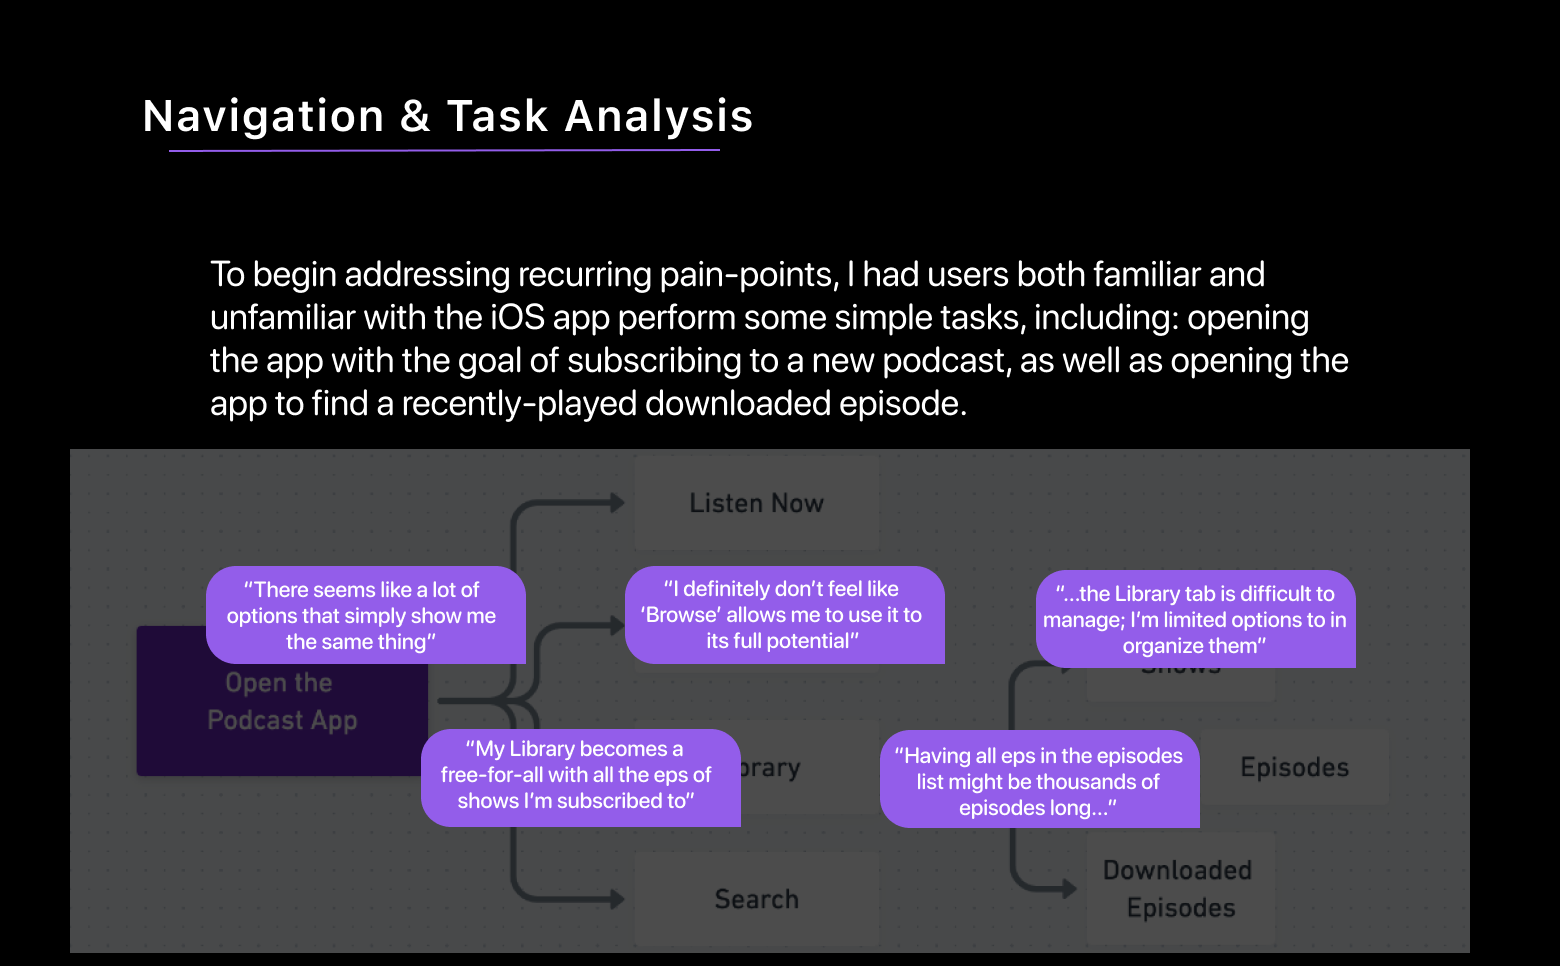 Navigation & Task Analysis
To begin addressing recurring pain-points, I had users both familiar and
unfamiliar with the iOS app perform some simple tasks, including: opening
the app with the goal of subscribing to a new podcast, as well as opening the
app to find a recently-played downloaded episode.
Listen Now
“There seems like a lot of
options that simply show me
the same thing”
“I definitely don’t feel like
‘Browse’ allows me to use it to
its full potential”
“...the Library tab is difficult to
manage; I’m limited options to in
organize them”
Shows
Open the
Podcast App
“My Library becomes a
free-for-all with all the eps of
shows I’m subscribed to”
brary
“Having all eps in the episodes
list might be thousands of
episodes long...”
Episodes
Search
Downloaded
Episodes